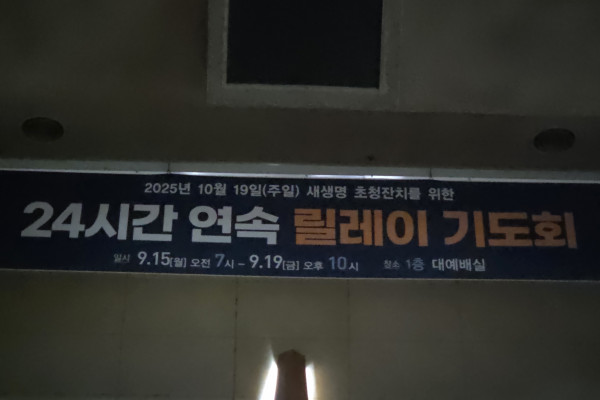 2025년 10월 19일(주일) 새생명 초청잔치를 위한
24시간 연속 릴레이 기도회
일시 9.15[월] 오전 7시 – 9.19[금] 오후 10시 장소 1층 대예배실